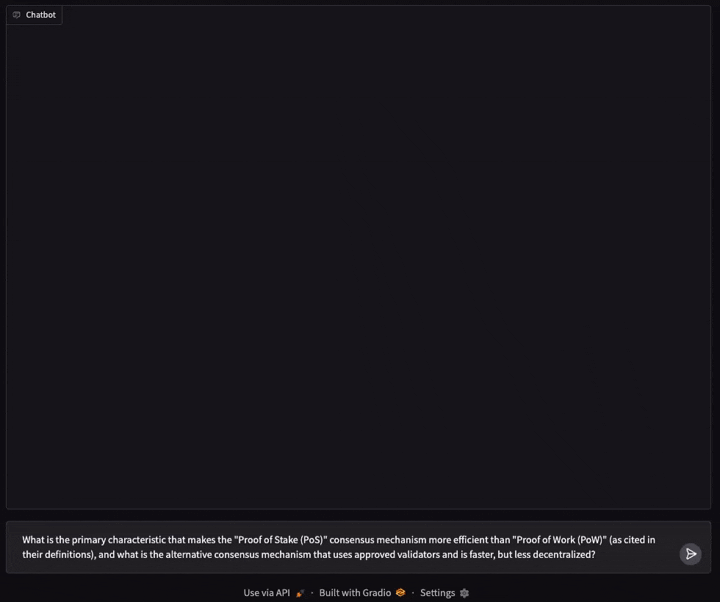 Chatbot
What is the primary characteristic that makes the "Proof of Stake (PoS)" consensus mechanism more efficient than "Proof of Work (PoW)" (as cited in
their definitions), and what is the alternative consensus mechanism that uses approved validators and is faster, but less decentralized?
Use via API · Built with Gradio · Settings